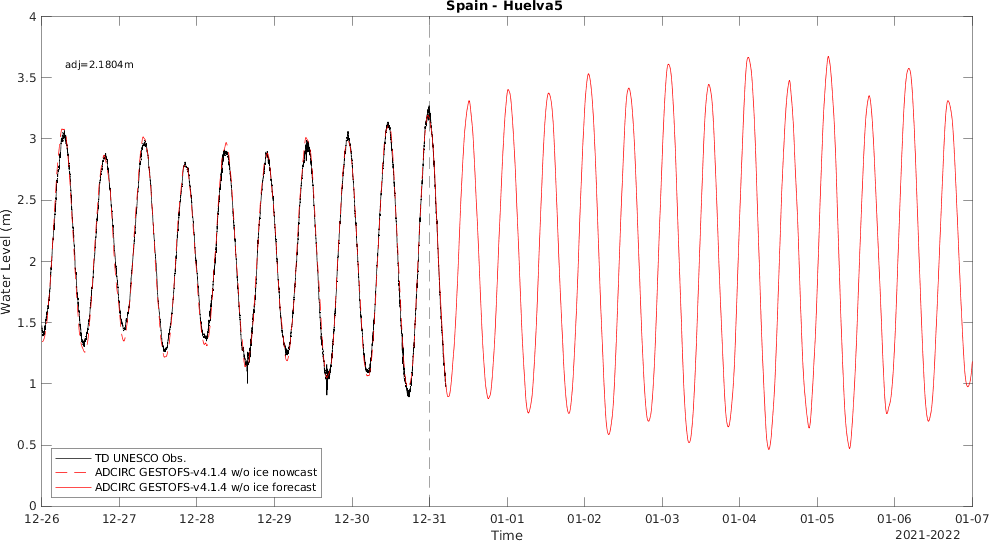 Spain - Huelva5
adj=2.1804m
4
3.5
3
2.5
2
1.5
1
0.5
0
Water Level (m)
TD UNESCO Obs.
ADCIRC GESTOFS-v4.1.4 w/o ice nowcast
ADCIRC GESTOFS-v4.1.4 w/o ice forecast
12-26 12-27 12-28 12-29 12-30 12-31 01-01 01-02 01-03 01-04 01-05 01-06 01-07
Time
2021-2022